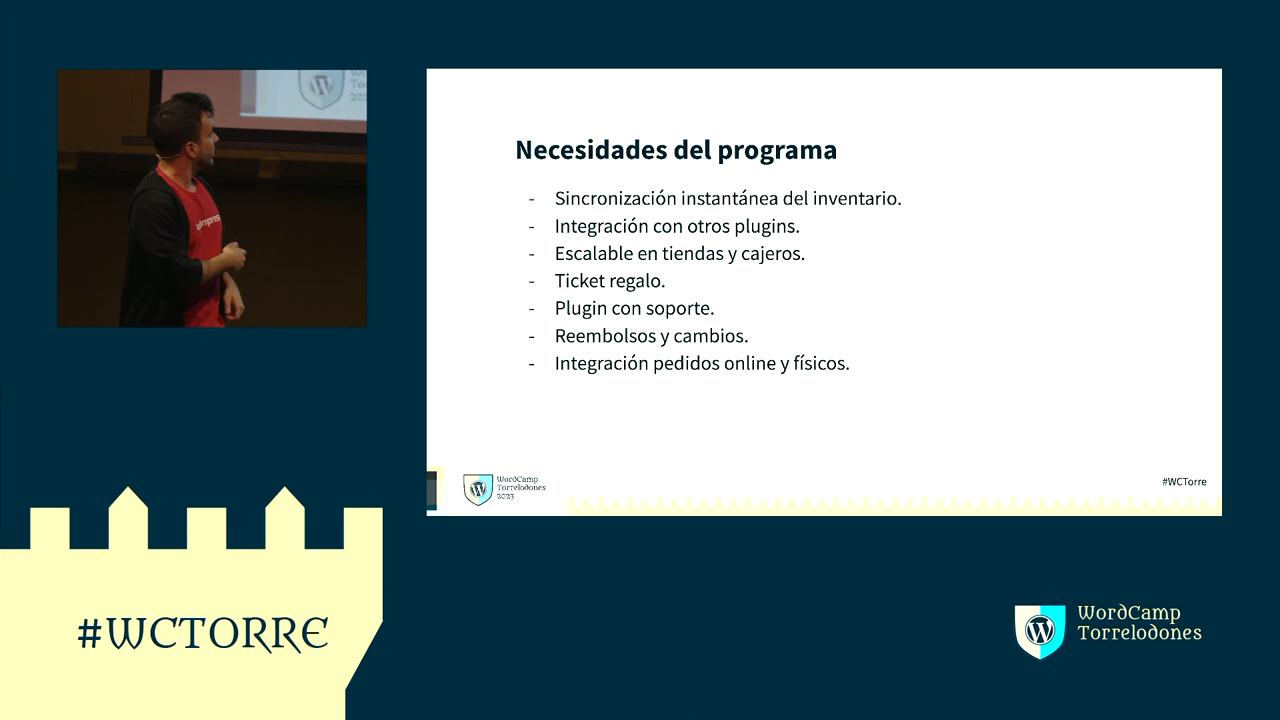 Necesidades del programa
- Sincronización instantánea del inventario.
- Integración con otros plugins.
- Escalable en tiendas y cajeros.
- Ticket regalo.
- Plugin con soporte.
- Reembolsos y cambios.
- Integración pedidos online y físicos.
WordCamp
Torrelodones
2023
#WCTorre
#WCTORRE
WordCamp
Torrelodones